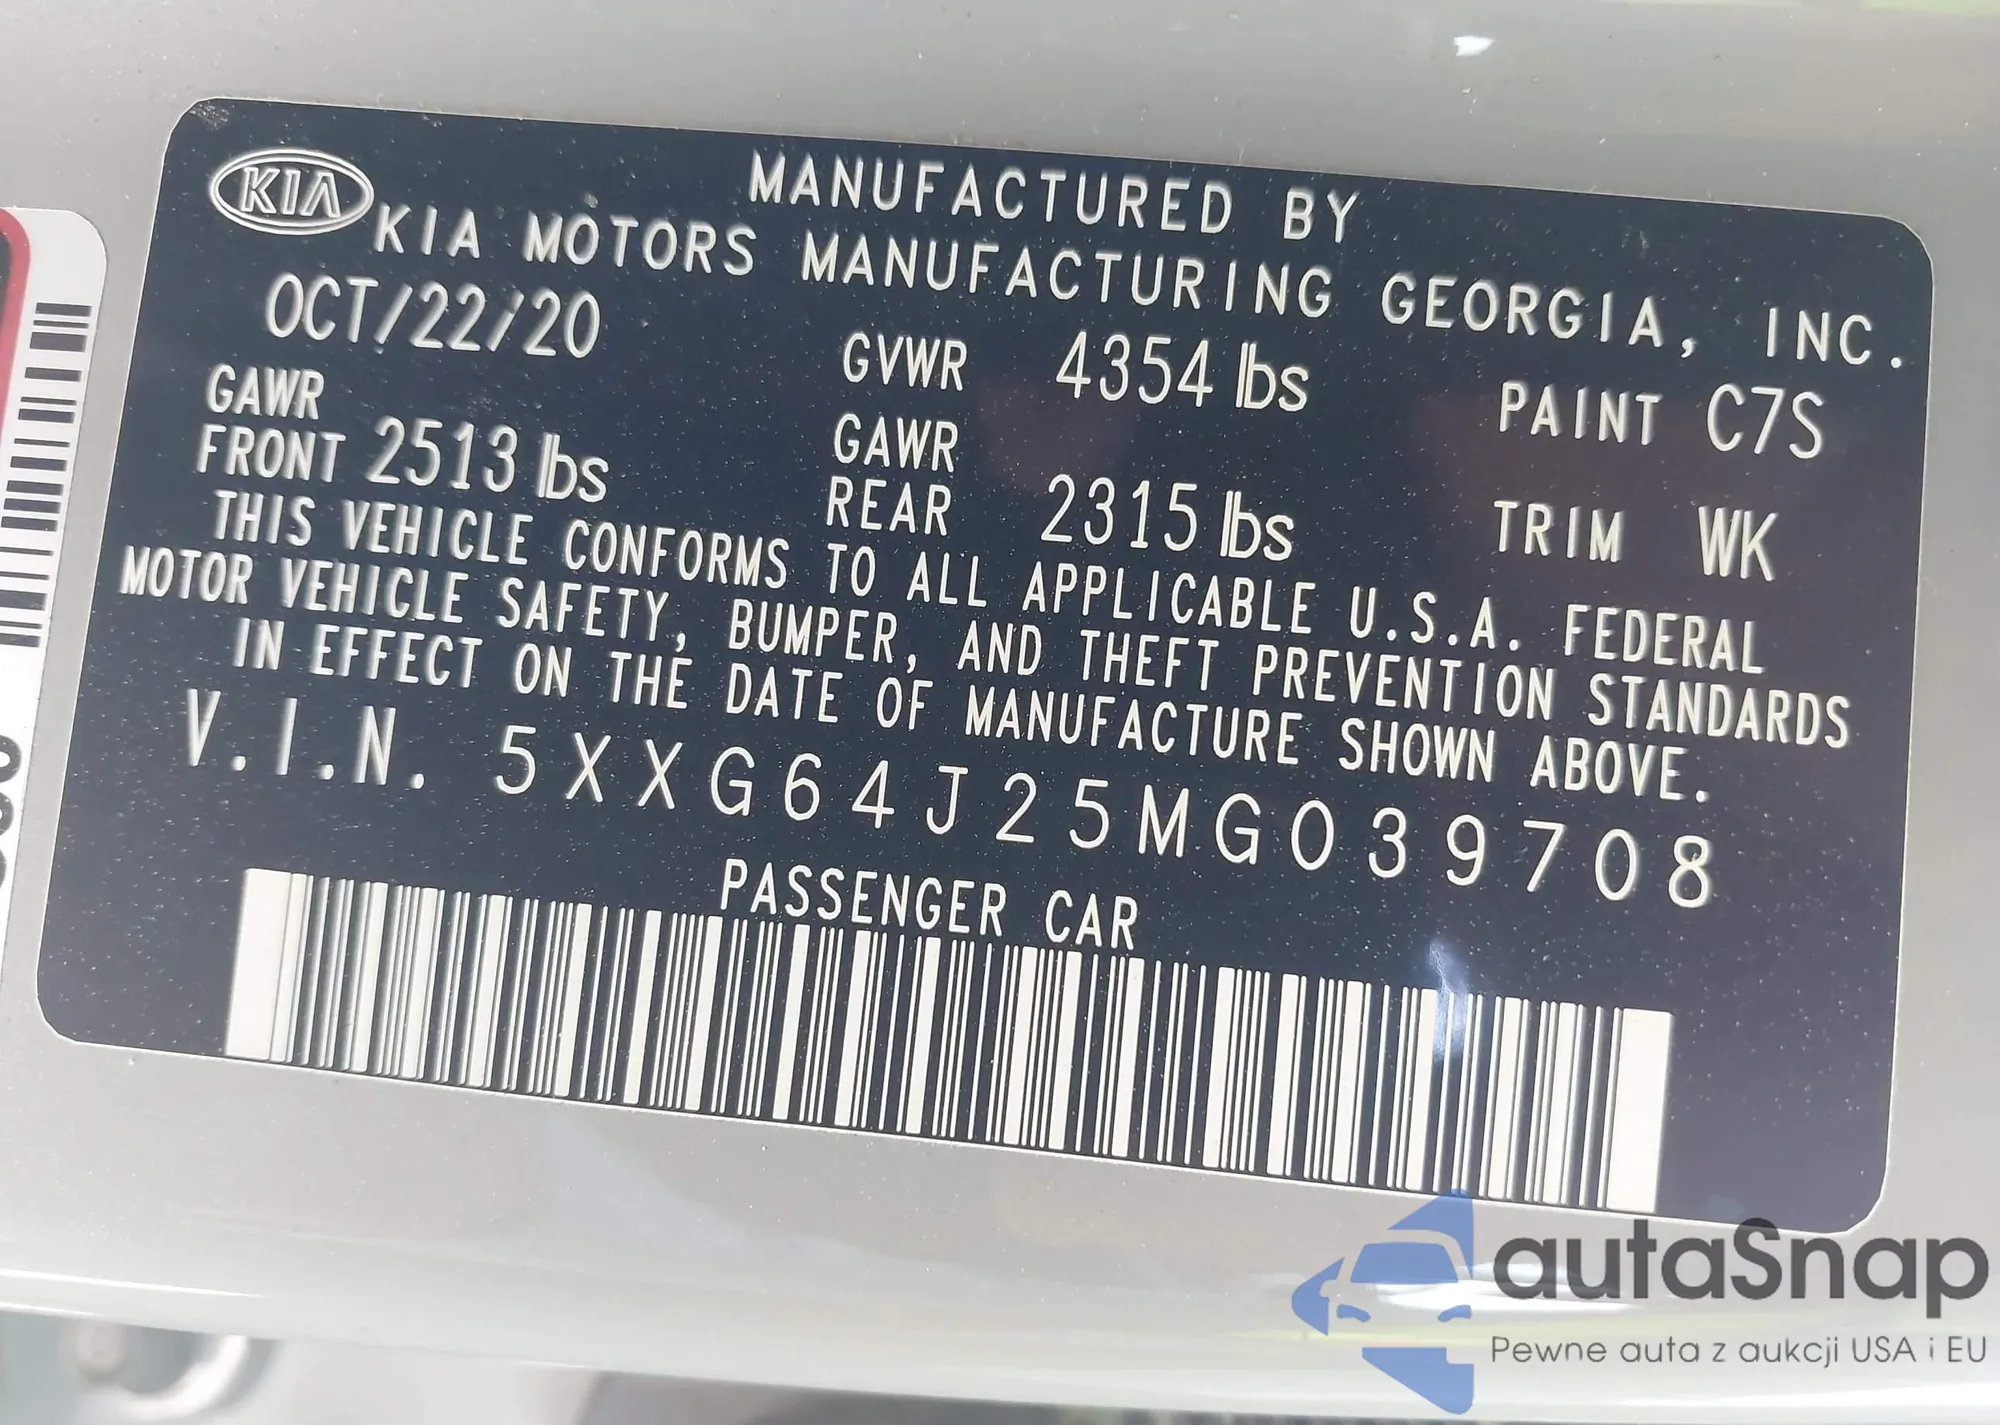 KIA
MANUFACTURED BY
KIA MOTORS MANUFACTURING GEORGIA, INC.
OCT/22/20
GVWR 4354 lbs
PAINT C7S
GAWR
FRONT 2513 lbs
GAWR
REAR 2315 lbs
TRIM WK
THIS VEHICLE CONFORMS TO ALL APPLICABLE U.S.A. FEDERAL
MOTOR VEHICLE SAFETY, BUMPER, AND THEFT PREVENTION STANDARDS
IN EFFECT ON THE DATE OF MANUFACTURE SHOWN ABOVE.
V.I.N. 5XXG64J25MG039708
PASSENGER CAR
autaSnap
Pewne auta z aukcji USA i EU